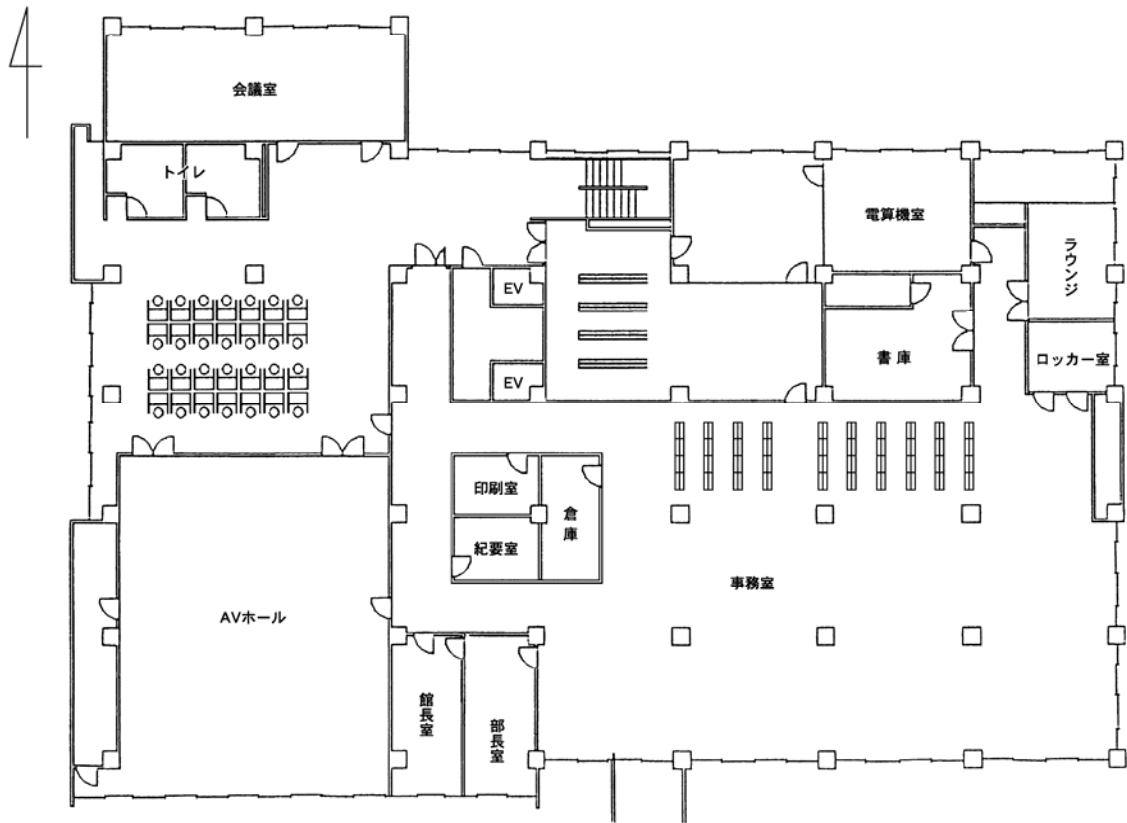 会議室
トイレ
電算機室
ラウンジ
EV
書庫
ロッカー室
EV
印刷室
倉庫
紀要室
事務室
AVホール
館長室
部長室